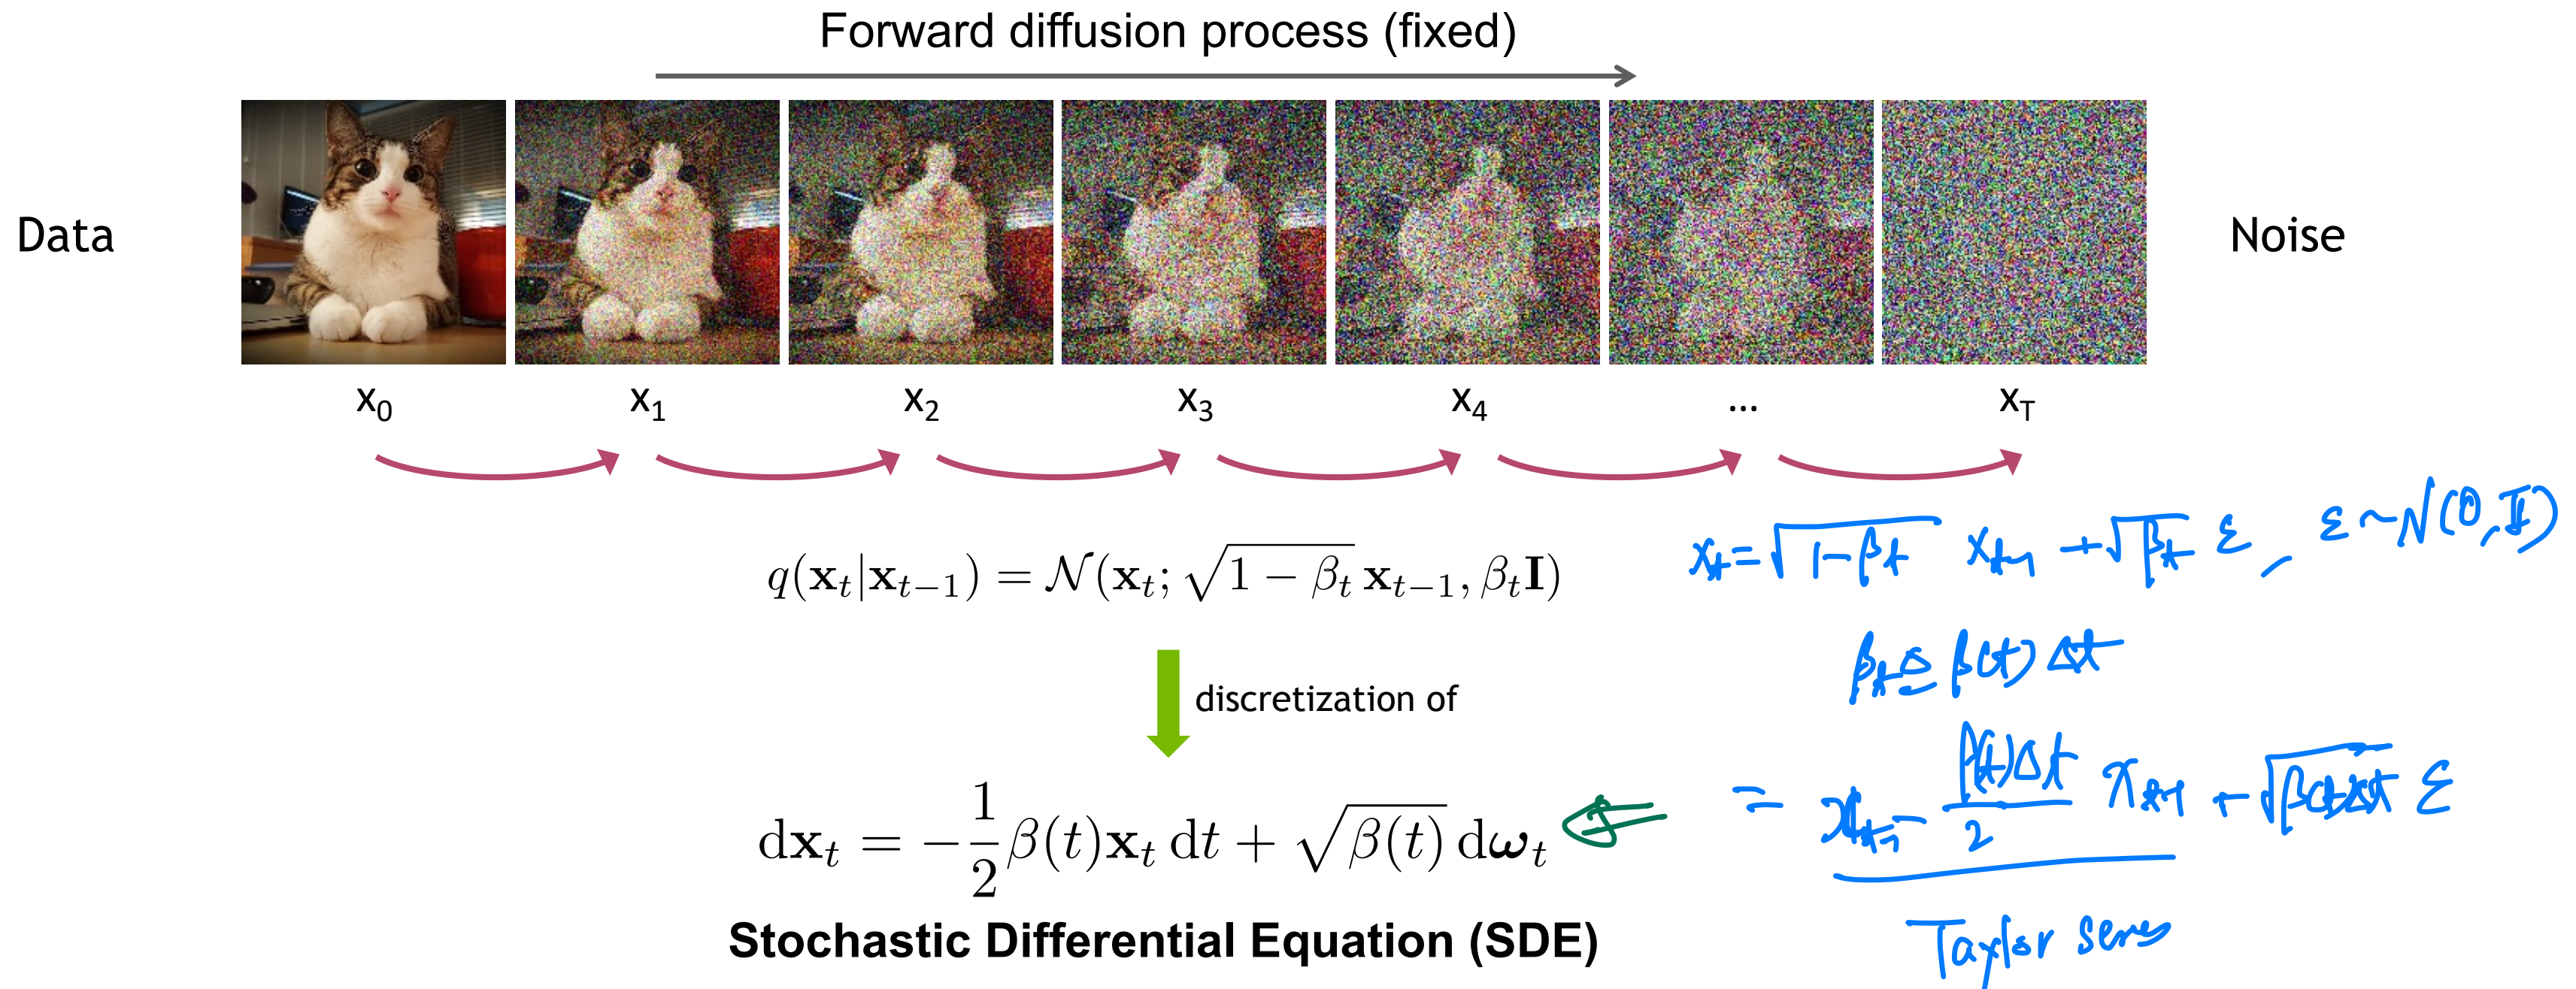 Forward diffusion process (fixed)
Data
Noise
x₀ x₁ x₂ x₃ x₄ ... x_T
q(𝐱ₜ|𝐱ₜ₋₁) = 𝒩(𝐱ₜ; √(1 − βₜ) 𝐱ₜ₋₁, βₜ𝐈)
xₜ = √(1-βₜ) xₜ₋₁ + √βₜ ε, ε ~ N(0, I)
βₜ ≜ β(t) Δt
discretization of
= xₜ₋₁ - β(t)Δt/2 xₜ₋₁ + √(β(t)Δt) ε
d𝐱ₜ = −½β(t)𝐱ₜ dt + √β(t) d𝛚ₜ
Taylor series
Stochastic Differential Equation (SDE)